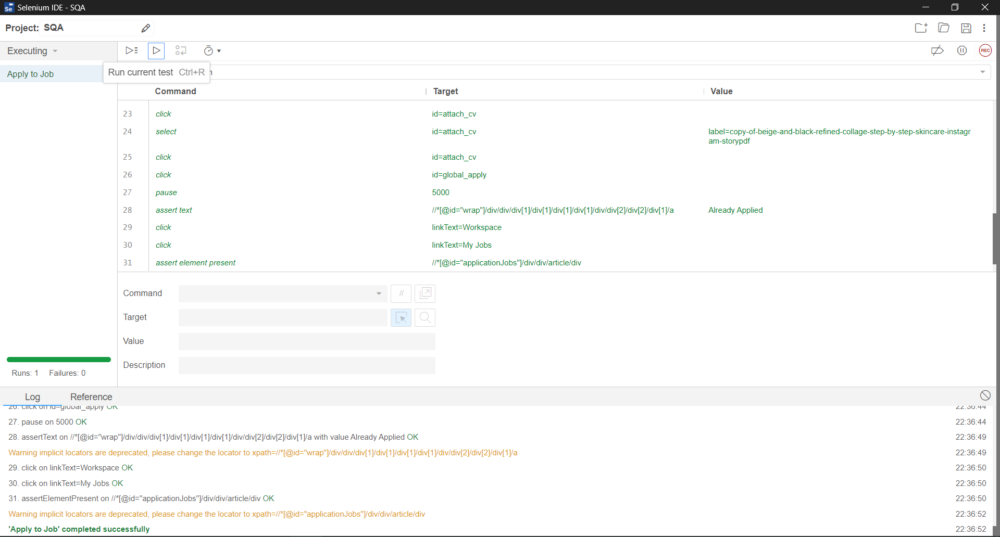 Se Selenium IDE - SQA
Project: SQA
Executing
Apply to Job
Run current test Ctrl+R
REC
Command Target Value
23 click id=attach_cv
24 select id=attach_cv label=copy-of-beige-and-black-refined-collage-step-by-step-skincare-instagr
am-storypdf
25 click id=attach_cv
26 click id=global_apply
27 pause 5000
28 assert text //*[@id="wrap"]/div/div/div[1]/div[1]/div[1]/div[1]/div/div[2]/div[2]/div[1]/a Already Applied
29 click linkText=Workspace
30 click linkText=My Jobs
31 assert element present //*[@id="applicationJobs"]/div/div/article/div
Command //
Target
Value
Description
Runs: 1 Failures: 0
Log Reference
26. click on id=global_apply OK 22:36:44
27. pause on 5000 OK 22:36:44
28. assertText on //*[@id="wrap"]/div/div/div[1]/div[1]/div[1]/div[1]/div/div[2]/div[2]/div[1]/a with value Already Applied OK 22:36:49
Warning implicit locators are deprecated, please change the locator to xpath=//*[@id="wrap"]/div/div/div[1]/div[1]/div[1]/div[1]/div/div[2]/div[2]/div[1]/a 22:36:49
29. click on linkText=Workspace OK 22:36:50
30. click on linkText=My Jobs OK 22:36:50
31. assertElementPresent on //*[@id="applicationJobs"]/div/div/article/div OK 22:36:50
Warning implicit locators are deprecated, please change the locator to xpath=//*[@id="applicationJobs"]/div/div/article/div 22:36:52
'Apply to Job' completed successfully 22:36:52